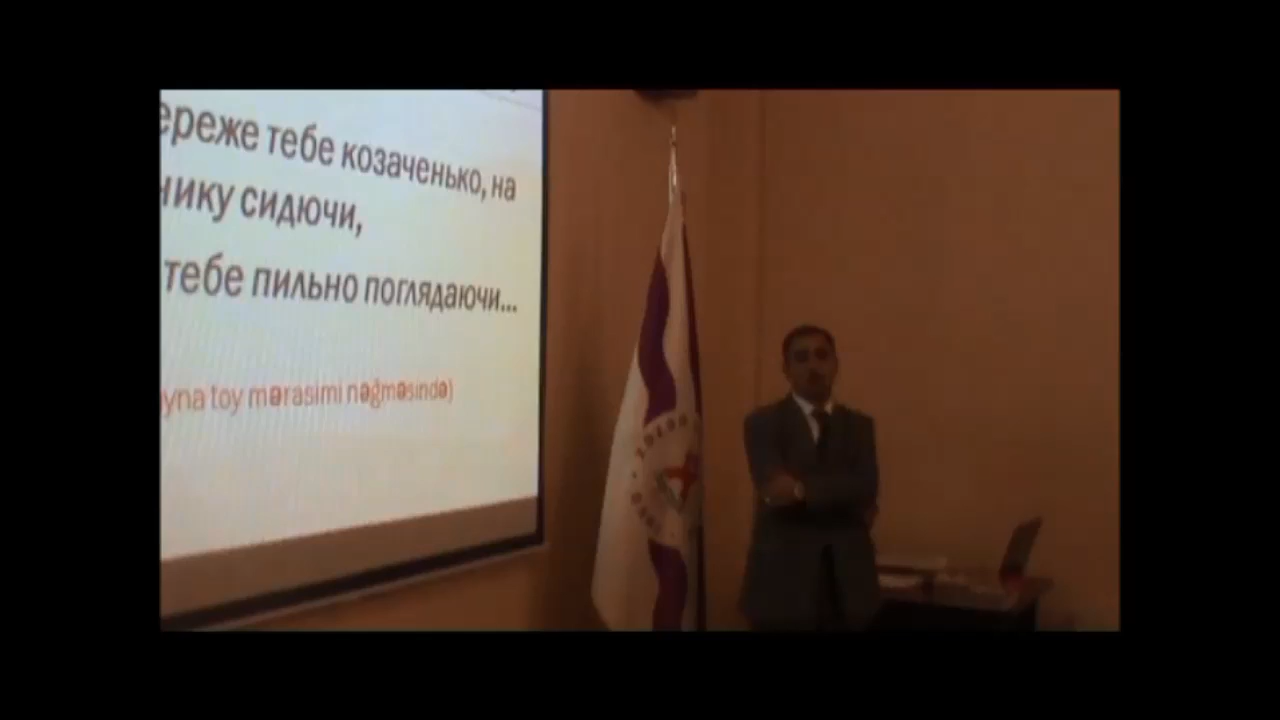 ереже тебе козаченько, на
нику сидючи,
тебе пильно поглядаючи...
yna toy mərasimi nəğməsində)